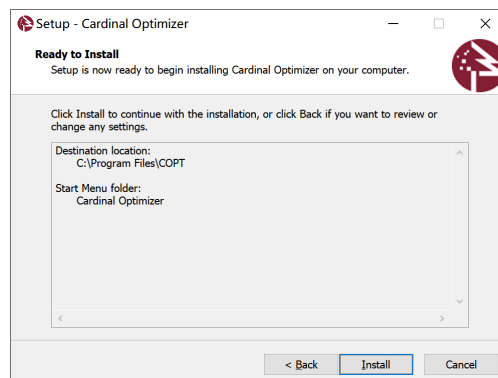 Setup - Cardinal Optimizer
Ready to Install
Setup is now ready to begin installing Cardinal Optimizer on your computer.
Click Install to continue with the installation, or click Back if you want to review or
change any settings.
Destination location:
C:\Program Files\COPT
Start Menu folder:
Cardinal Optimizer
< Back
Install
Cancel